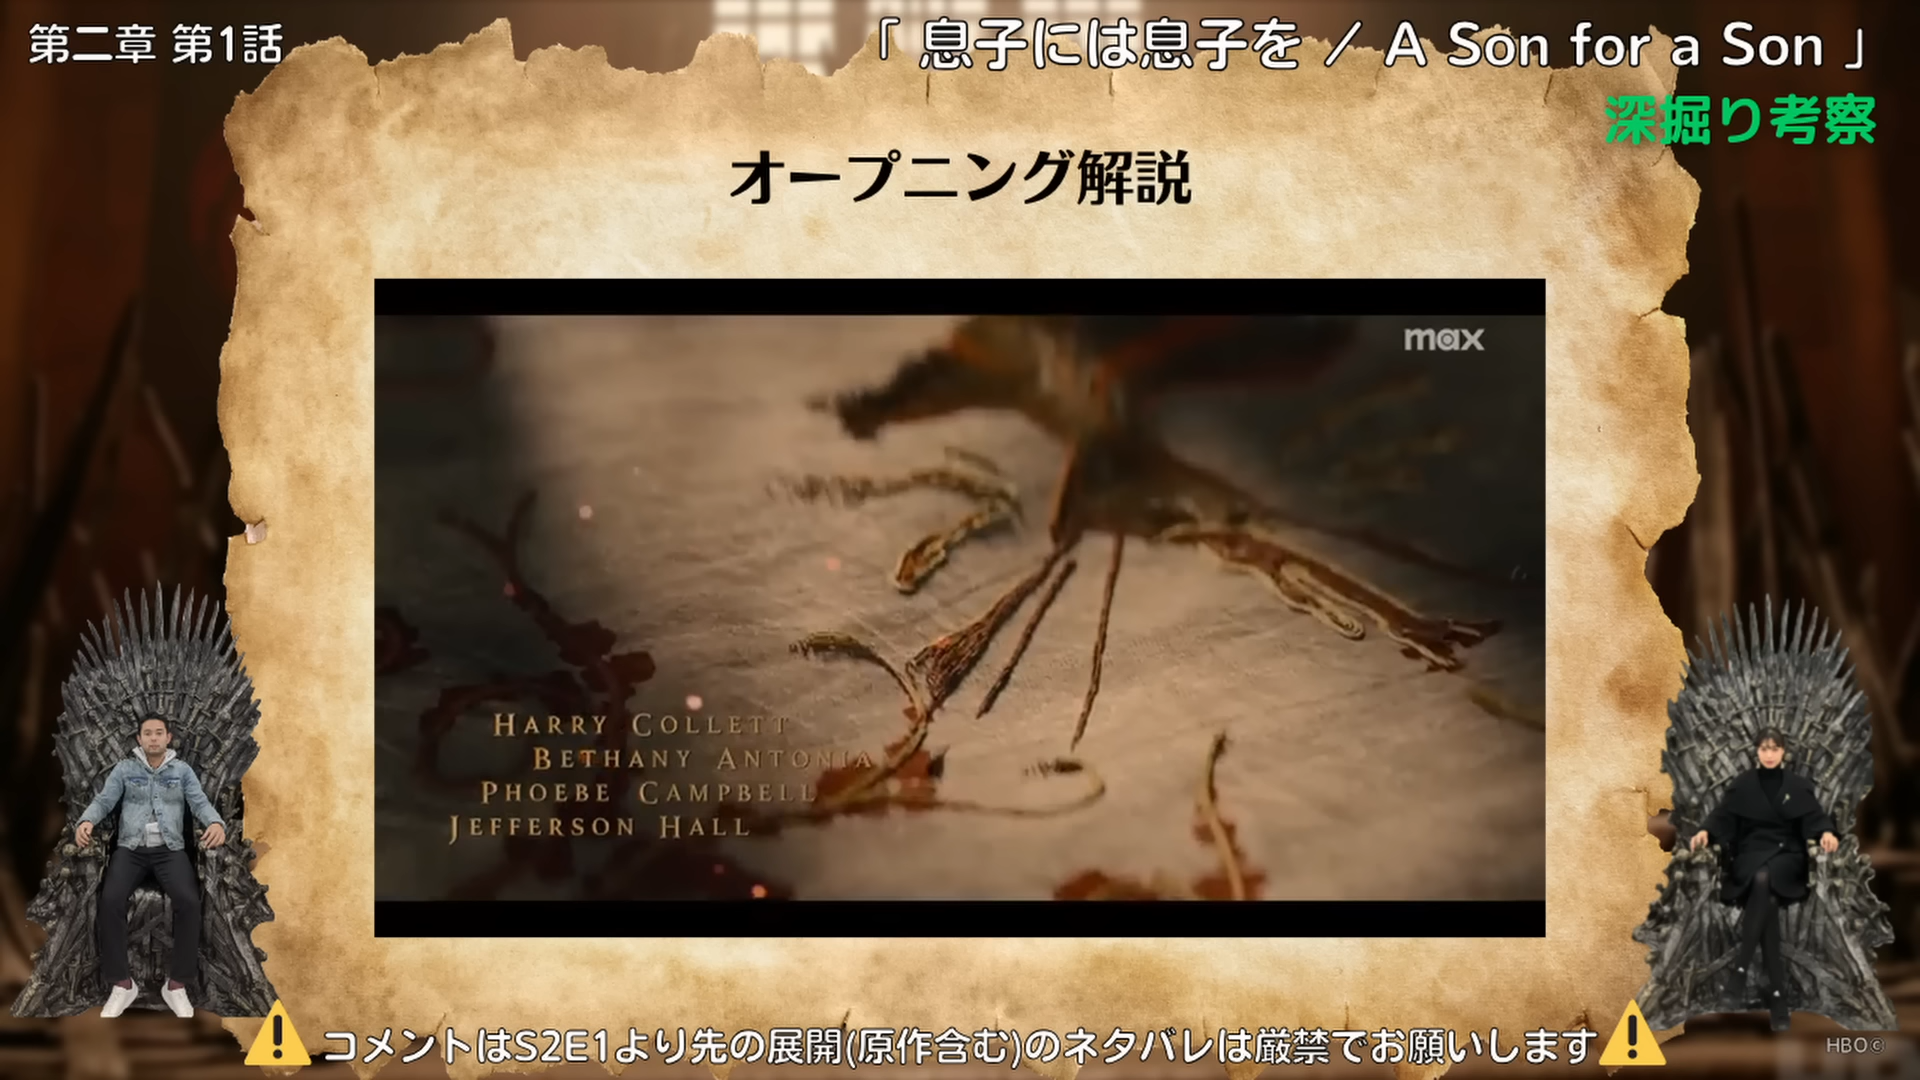 第二章 第1話
「 息子には息子を / A Son for a Son 」
深掘り考察
オープニング解説
max
HARRY COLLETT
BETHANY ANTONIA
PHOEBE CAMPBELL
JEFFERSON HALL
コメントはS2E1より先の展開(原作含む)のネタバレは厳禁でお願いします
HBO©